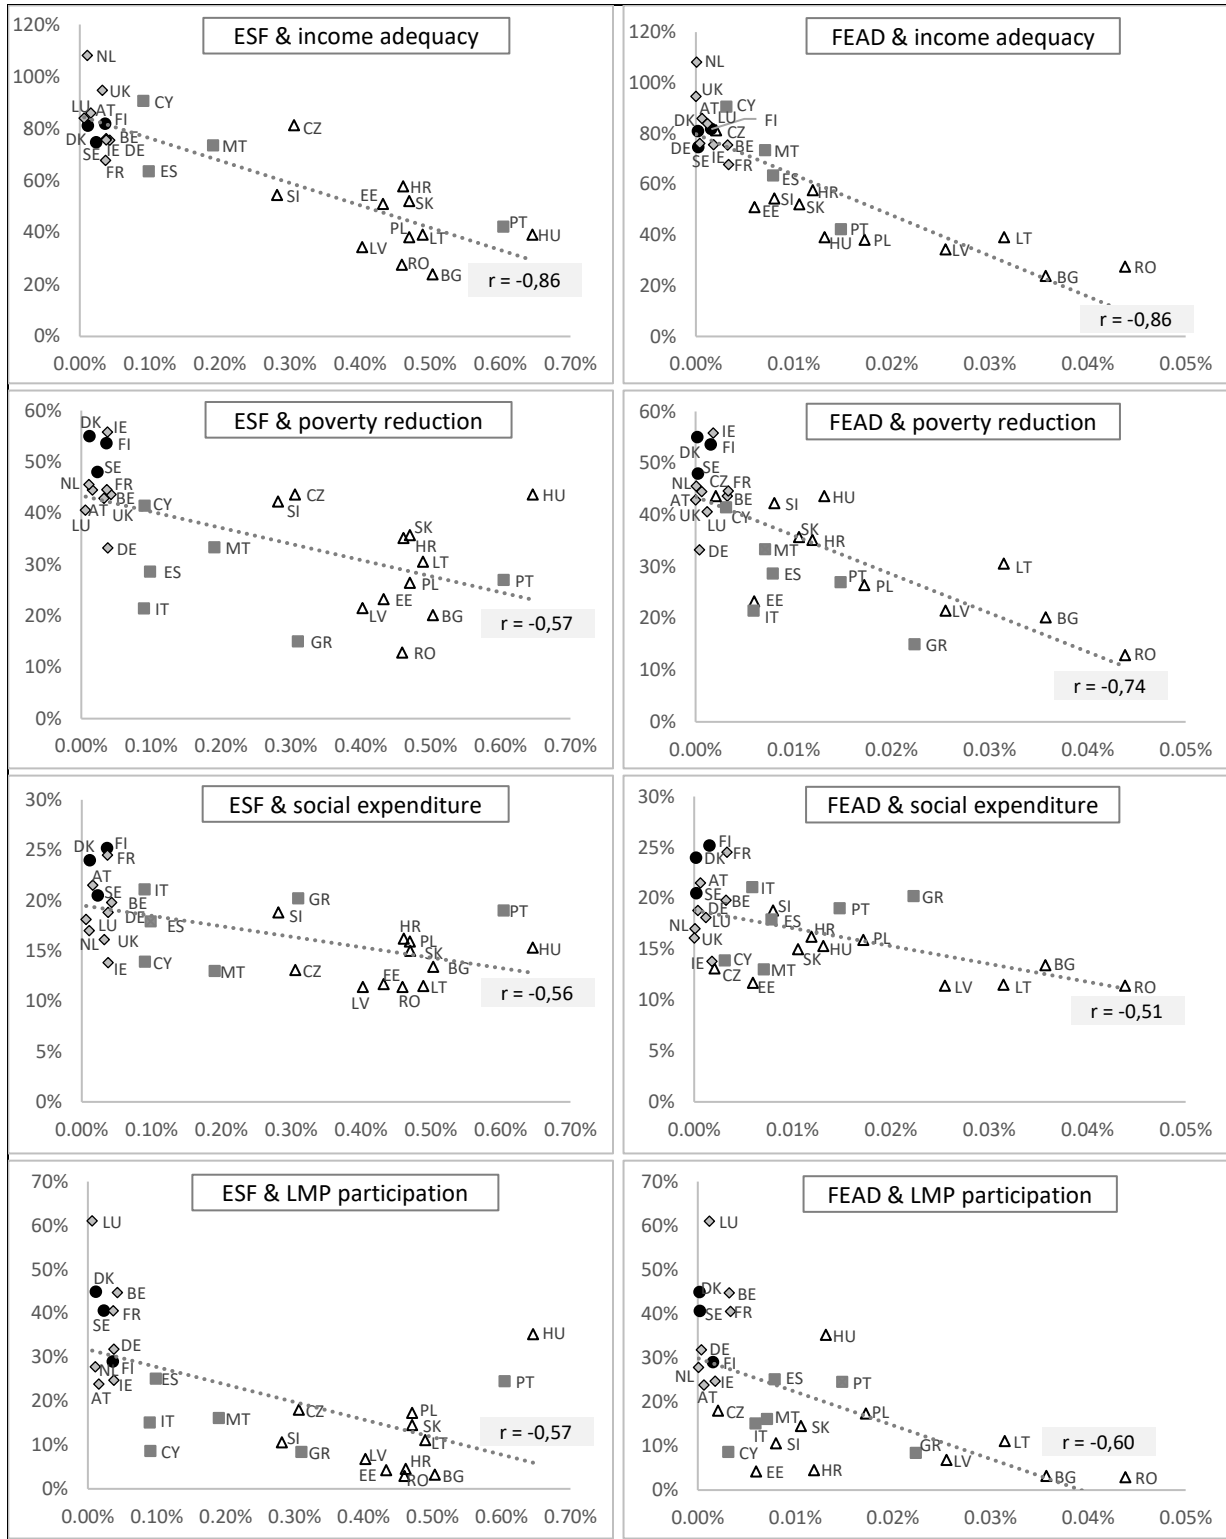 ESF & income adequacy
120%
100%
80%
60%
40%
20%
0%
NL
UK
CY
LU
AT
FI
DK
BE
SE
IE
DE
FR
ES
MT
CZ
SI
EE
HR
SK
PL
LT
LV
RO
BG
PT
HU
r = -0,86
0.00% 0.10% 0.20% 0.30% 0.40% 0.50% 0.60% 0.70%
FEAD & income adequacy
120%
100%
80%
60%
40%
20%
0%
NL
UK
CY
AT
LU
FI
DK
CZ
DE
SE
IE
BE
FR
MT
ES
EE
SI
SK
HR
HU
PT
PL
LV
LT
BG
RO
r = -0,86
0.00% 0.01% 0.02% 0.03% 0.04% 0.05%
ESF & poverty reduction
60%
50%
40%
30%
20%
10%
0%
DK
IE
FI
SE
NL
FR
BE
AT
UK
LU
CY
DE
MT
ES
IT
CZ
SI
GR
SK
HR
LT
PL
EE
LV
BG
RO
PT
HU
r = -0,57
0.00% 0.10% 0.20% 0.30% 0.40% 0.50% 0.60% 0.70%
FEAD & poverty reduction
60%
50%
40%
30%
20%
10%
0%
IE
DK
FI
SE
NL
CZ
FR
AT
BE
UK
CY
LU
DE
SI
HU
SK
HR
MT
ES
PT
PL
EE
IT
GR
LV
LT
BG
RO
r = -0,74
0.00% 0.01% 0.02% 0.03% 0.04% 0.05%
ESF & social expenditure
30%
25%
20%
15%
10%
5%
0%
DK
FI
FR
AT
SE
BE
IT
LU
DE
ES
NL
UK
IE
CY
MT
GR
SI
CZ
HR
PL
SK
BG
EE
LV
RO
LT
PT
HU
r = -0,56
0.00% 0.10% 0.20% 0.30% 0.40% 0.50% 0.60% 0.70%
FEAD & social expenditure
30%
25%
20%
15%
10%
5%
0%
FI
DK
FR
AT
SE
BE
IT
DE
LU
SI
ES
NL
UK
IE
CY
CZ
MT
EE
HR
SK
HU
PT
PL
GR
LV
LT
BG
RO
r = -0,51
0.00% 0.01% 0.02% 0.03% 0.04% 0.05%
ESF & LMP participation
70%
60%
50%
40%
30%
20%
10%
0%
LU
DK
BE
SE
FR
DE
NL
FI
AT
IE
ES
IT
MT
CY
CZ
SI
GR
PL
SK
LT
LV
EE
HR
RO
BG
HU
PT
r = -0,57
0.00% 0.10% 0.20% 0.30% 0.40% 0.50% 0.60% 0.70%
FEAD & LMP participation
70%
60%
50%
40%
30%
20%
10%
0%
LU
DK
BE
SE
FR
DE
FI
NL
IE
AT
ES
HU
PT
CZ
MT
IT
SK
PL
CY
SI
EE
HR
GR
LV
LT
BG
RO
r = -0,60
0.00% 0.01% 0.02% 0.03% 0.04% 0.05%